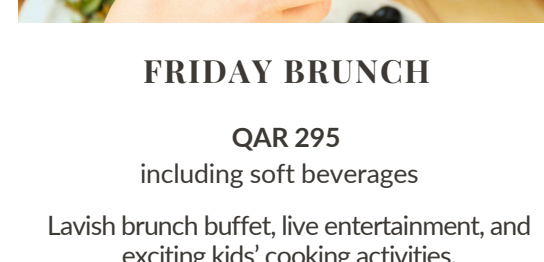 FRIDAY BRUNCH
QAR 295
including soft beverages
Lavish brunch buffet, live entertainment, and
exciting kids' cooking activities.